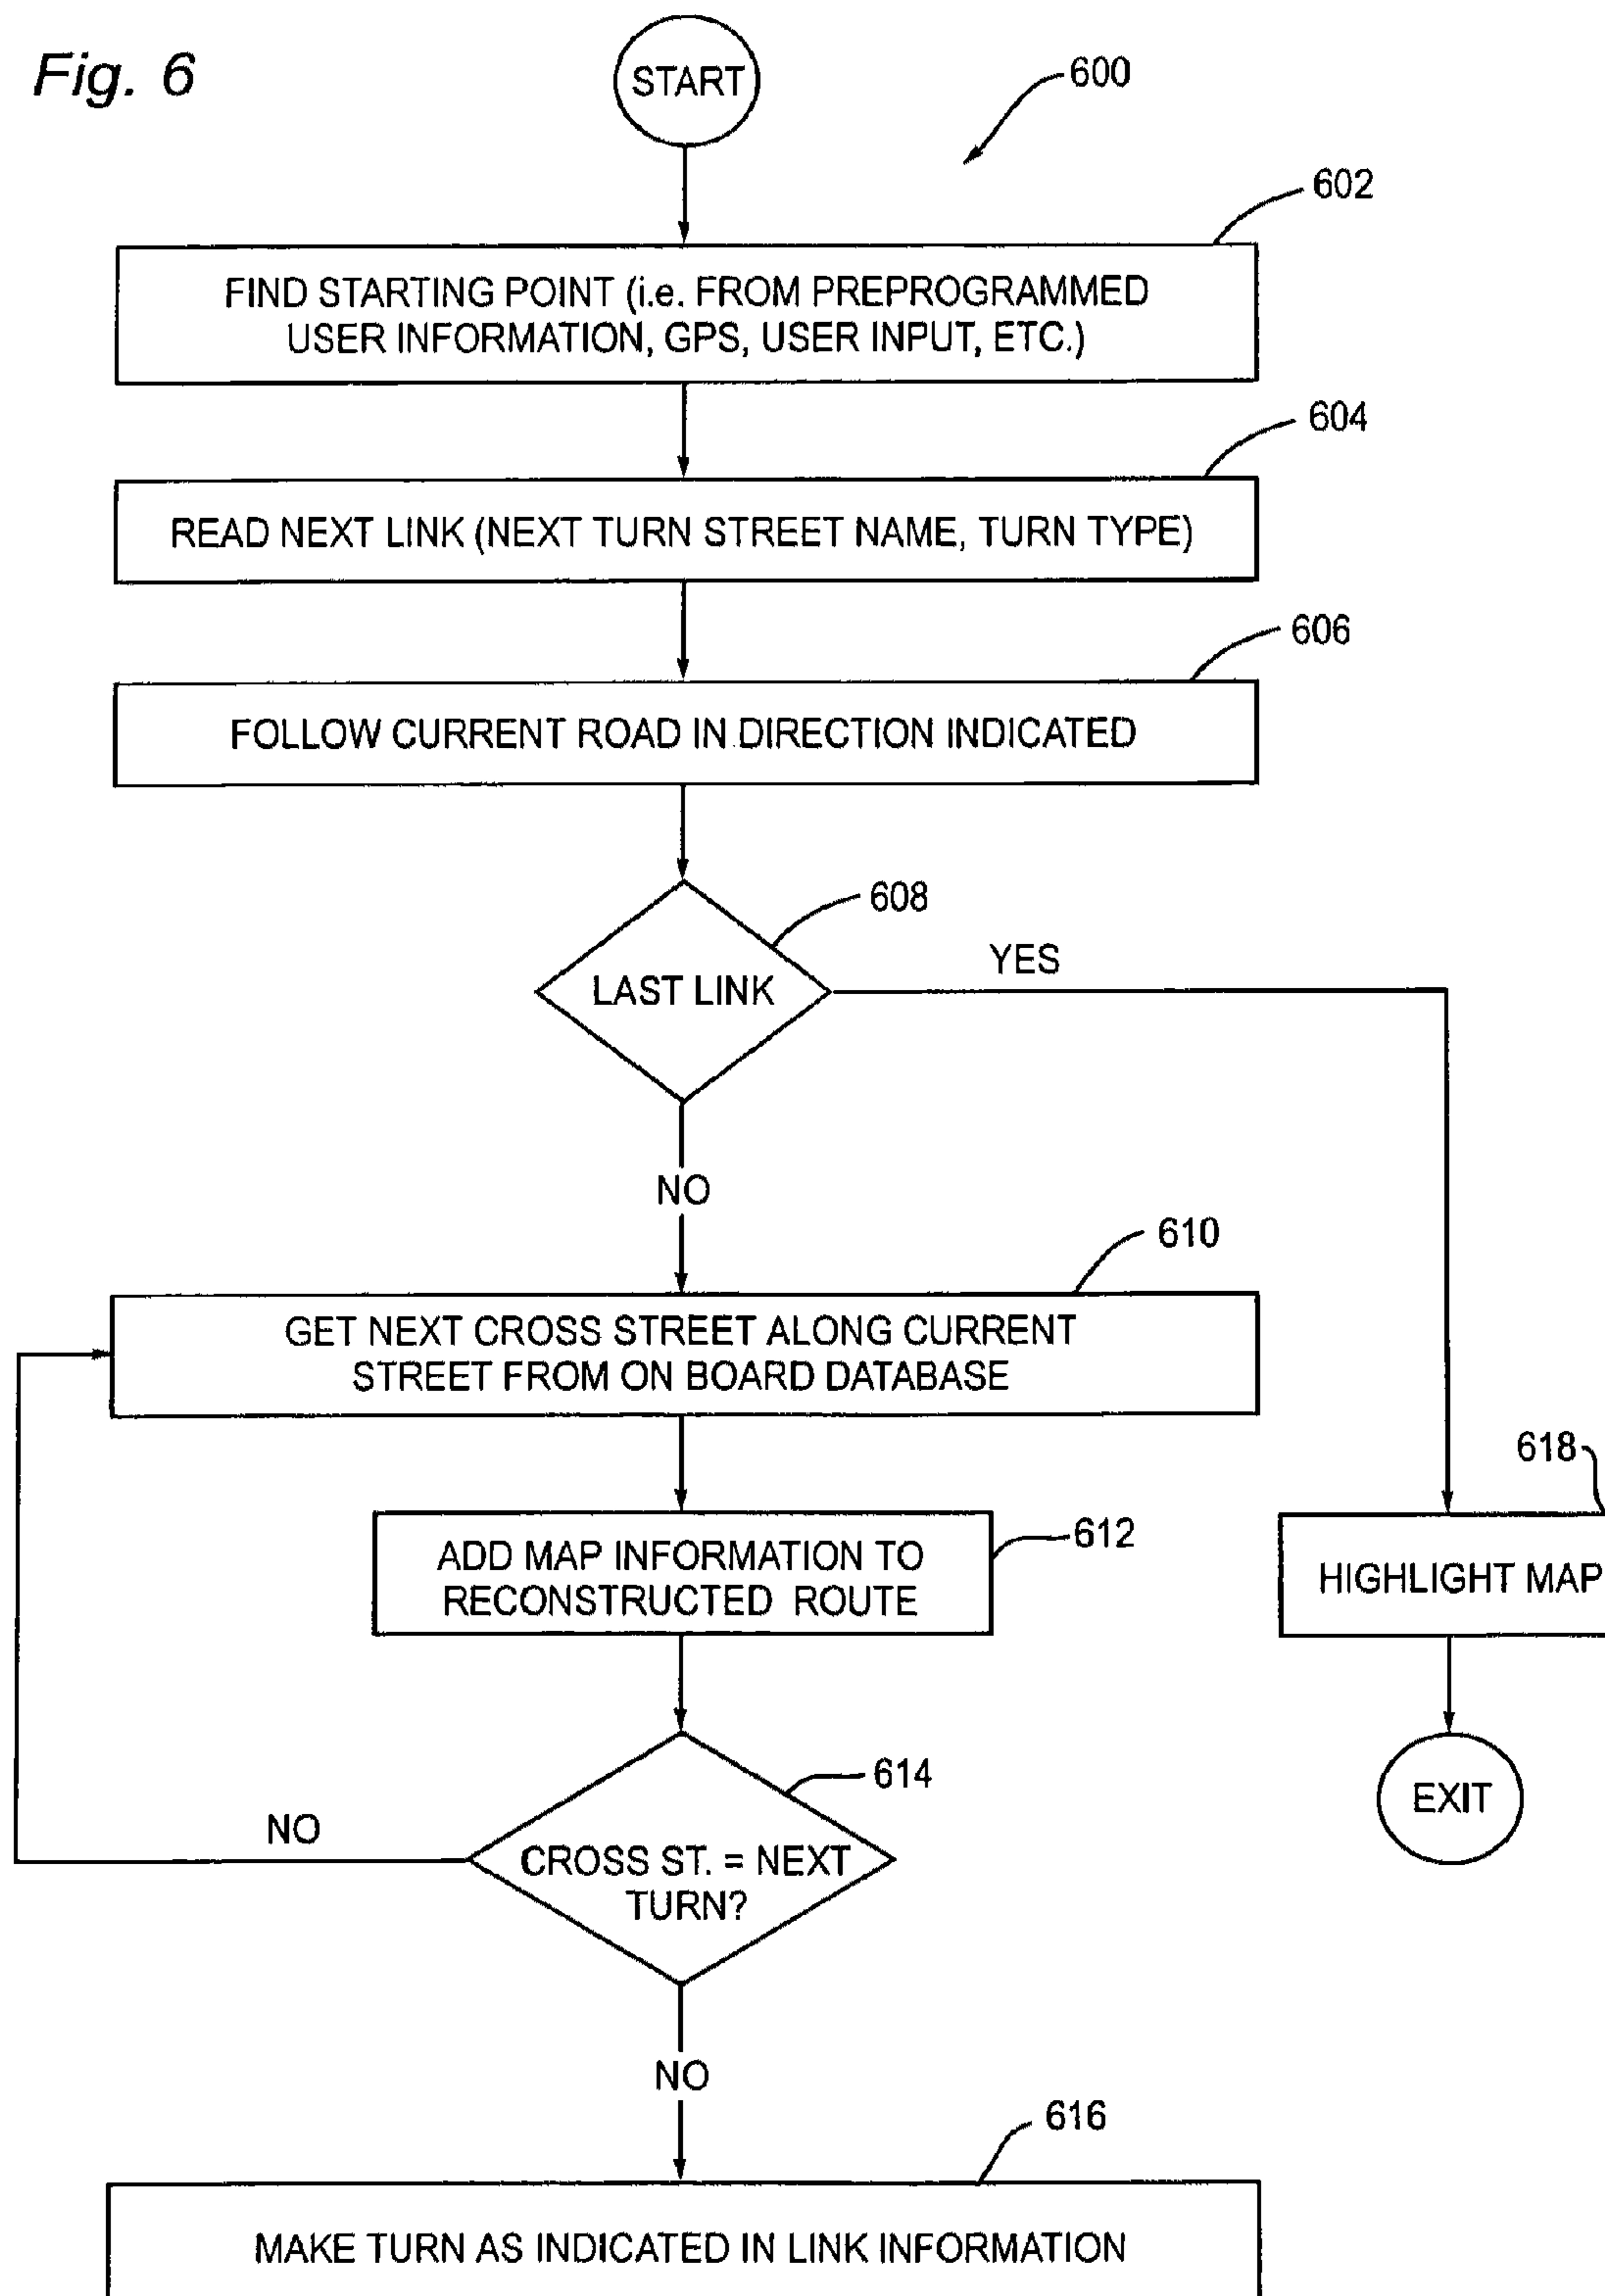 Fig. 6
START
600
602
FIND STARTING POINT (i.e. FROM PREPROGRAMMED
USER INFORMATION, GPS, USER INPUT, ETC.)
604
READ NEXT LINK (NEXT TURN STREET NAME, TURN TYPE)
606
FOLLOW CURRENT ROAD IN DIRECTION INDICATED
608
LAST LINK
YES
NO
610
GET NEXT CROSS STREET ALONG CURRENT
STREET FROM ON BOARD DATABASE
618
612
ADD MAP INFORMATION TO
RECONSTRUCTED ROUTE
HIGHLIGHT MAP
614
CROSS ST. = NEXT
TURN?
NO
EXIT
NO
616
MAKE TURN AS INDICATED IN LINK INFORMATION